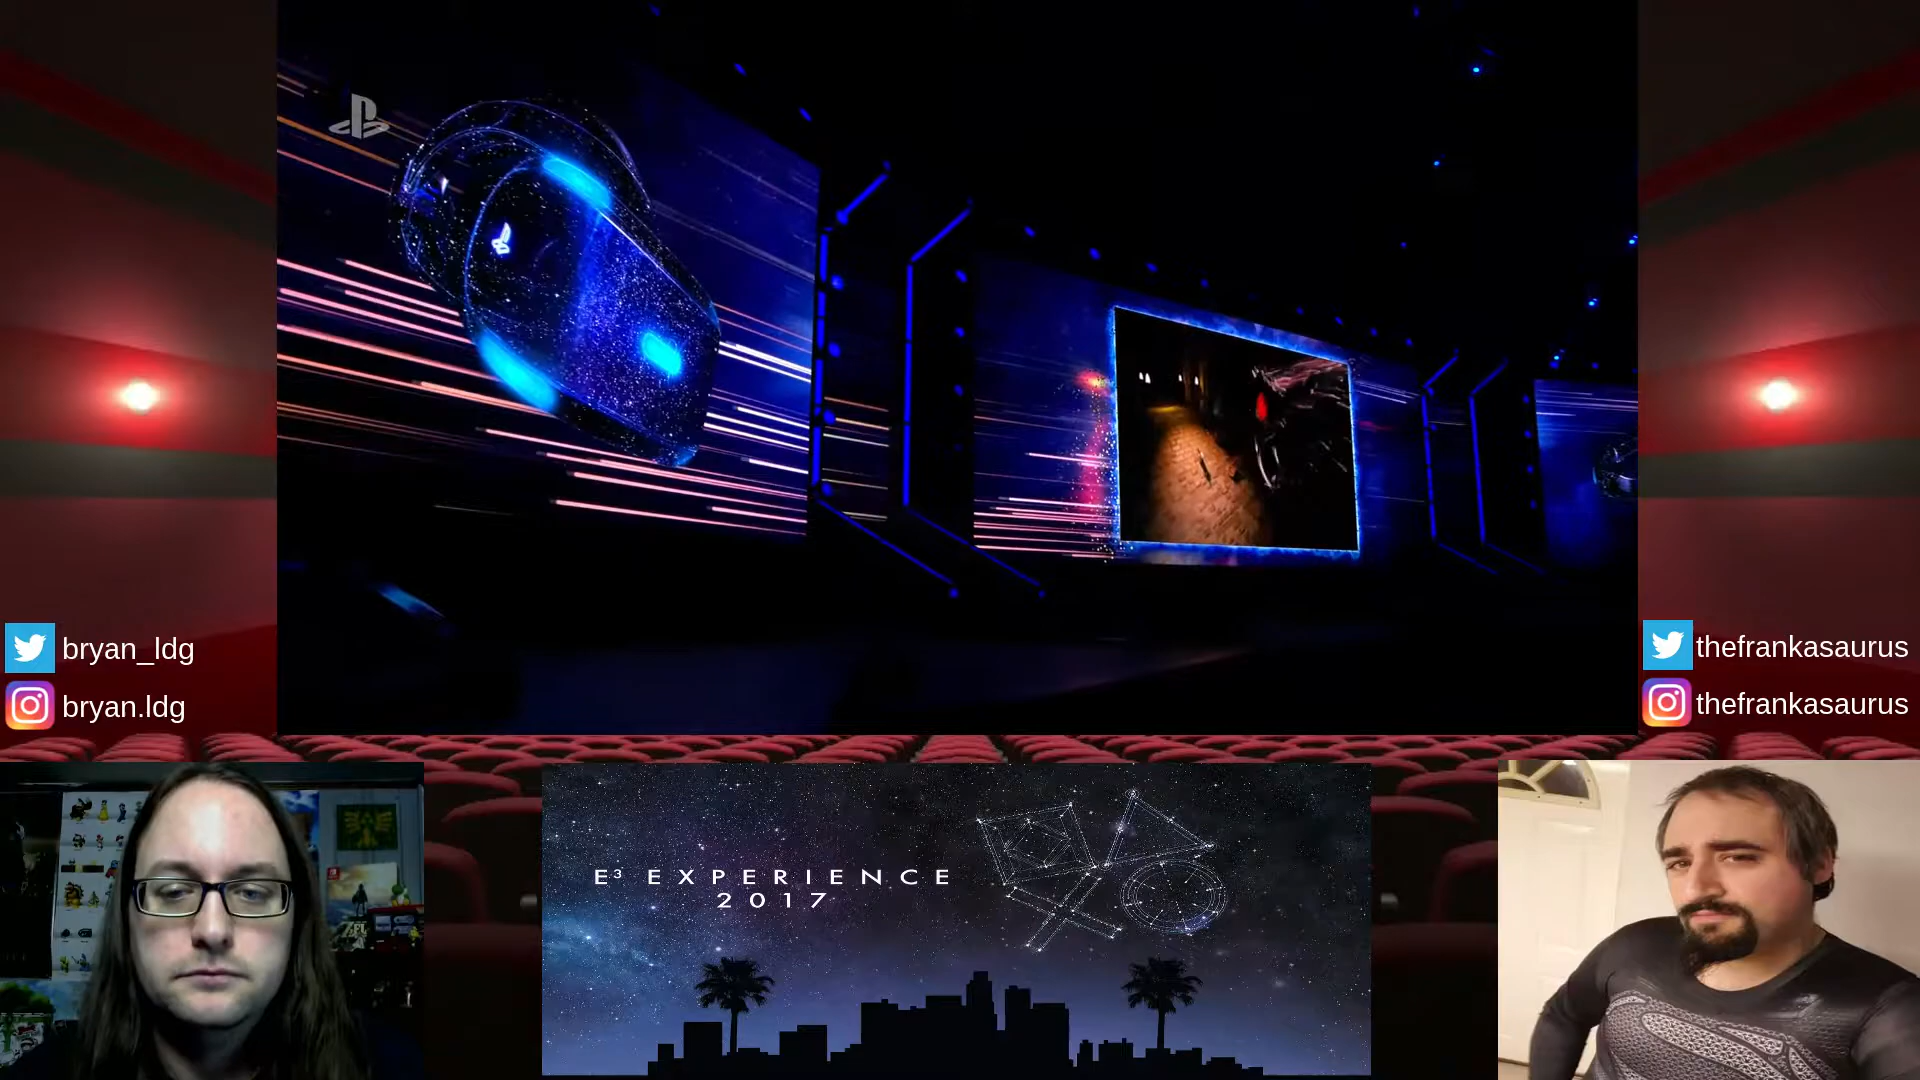 bryan_ldg
bryan.ldg
thefrankasaurus
thefrankasaurus
E³ EXPERIENCE
2017